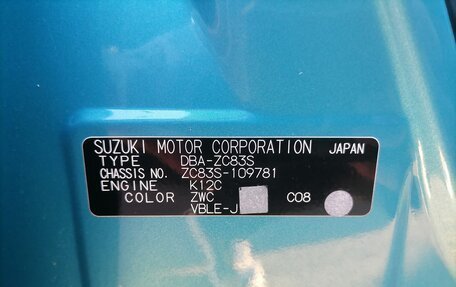 SUZUKI MOTOR CORPORATION JAPAN
TYPE DBA-ZC83S
CHASSIS NO. ZC83S-109781
ENGINE K12C
COLOR ZWC C08
VBLE-J